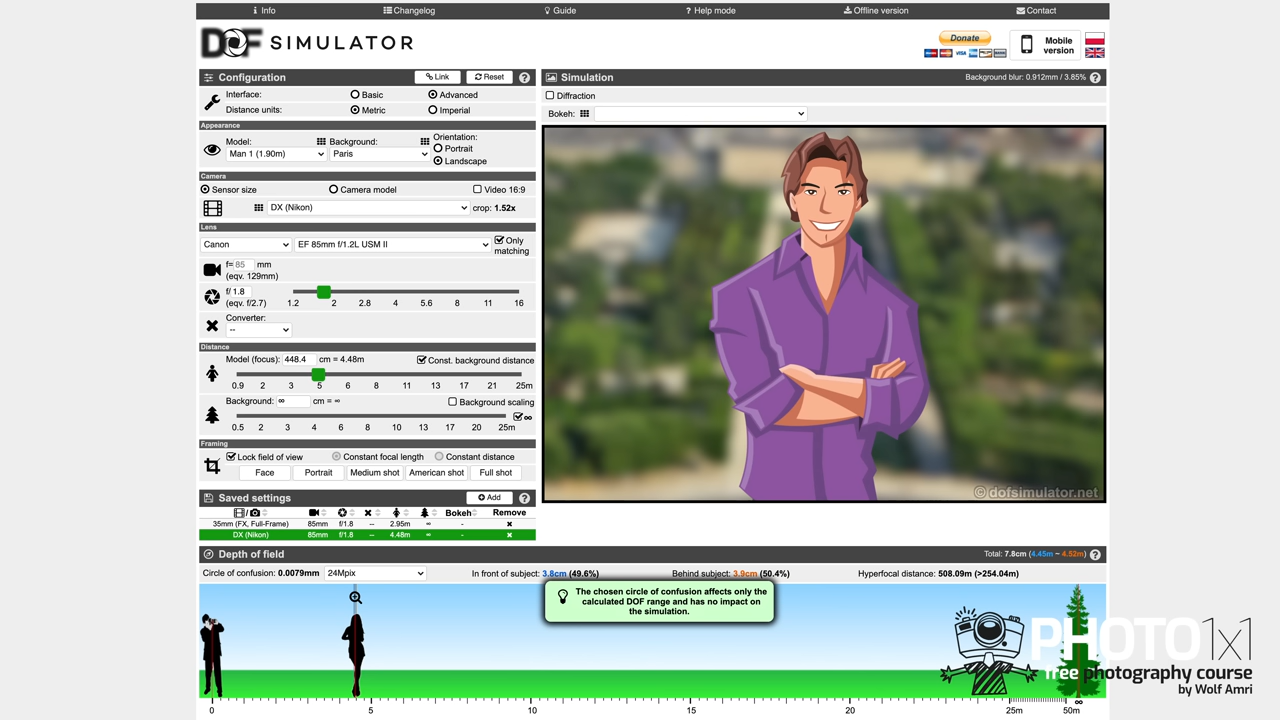 Info Changelog Guide Help mode Offline version Contact
DOF SIMULATOR
Donate
VISA
Mobile version
Configuration Link Reset ?
Interface: Basic Advanced
Distance units: Metric Imperial
Appearance
Model: Background: Orientation:
Man 1 (1.90m) Paris Portrait
Landscape
Camera
Sensor size Camera model Video 16:9
DX (Nikon) crop: 1.52x
Lens
Canon EF 85mm f/1.2L USM II Only matching
f= 85 mm
(eqv. 129mm)
f/ 1.8
(eqv. f/2.7) 1.2 2 2.8 4 5.6 8 11 16
Converter:
--
Distance
Model (focus): 448.4 cm = 4.48m Const. background distance
0.9 2 3 5 6 8 11 13 17 21 25m
Background: ∞ cm = ∞ Background scaling
∞
0.5 2 3 4 6 8 10 13 17 20 25m
Framing
Lock field of view Constant focal length Constant distance
Face Portrait Medium shot American shot Full shot
Saved settings Add ?
/ Bokeh Remove
35mm (FX, Full-Frame) 85mm f/1.8 -- 2.95m ∞ -
DX (Nikon) 85mm f/1.8 -- 4.48m ∞ -
Simulation Background blur: 0.912mm / 3.85% ?
Diffraction
Bokeh:
© dofsimulator.net
Depth of field Total: 7.8cm (4.45m ~ 4.52m) ?
Circle of confusion: 0.0079mm 24Mpix In front of subject: 3.8cm (49.6%) Behind subject: 3.9cm (50.4%) Hyperfocal distance: 508.09m (>254.04m)
The chosen circle of confusion affects only the
calculated DOF range and has no impact on
the simulation.
PHOTO1x1
free photography course
by Wolf Amri
0 5 10 15 20 25m 50m ∞